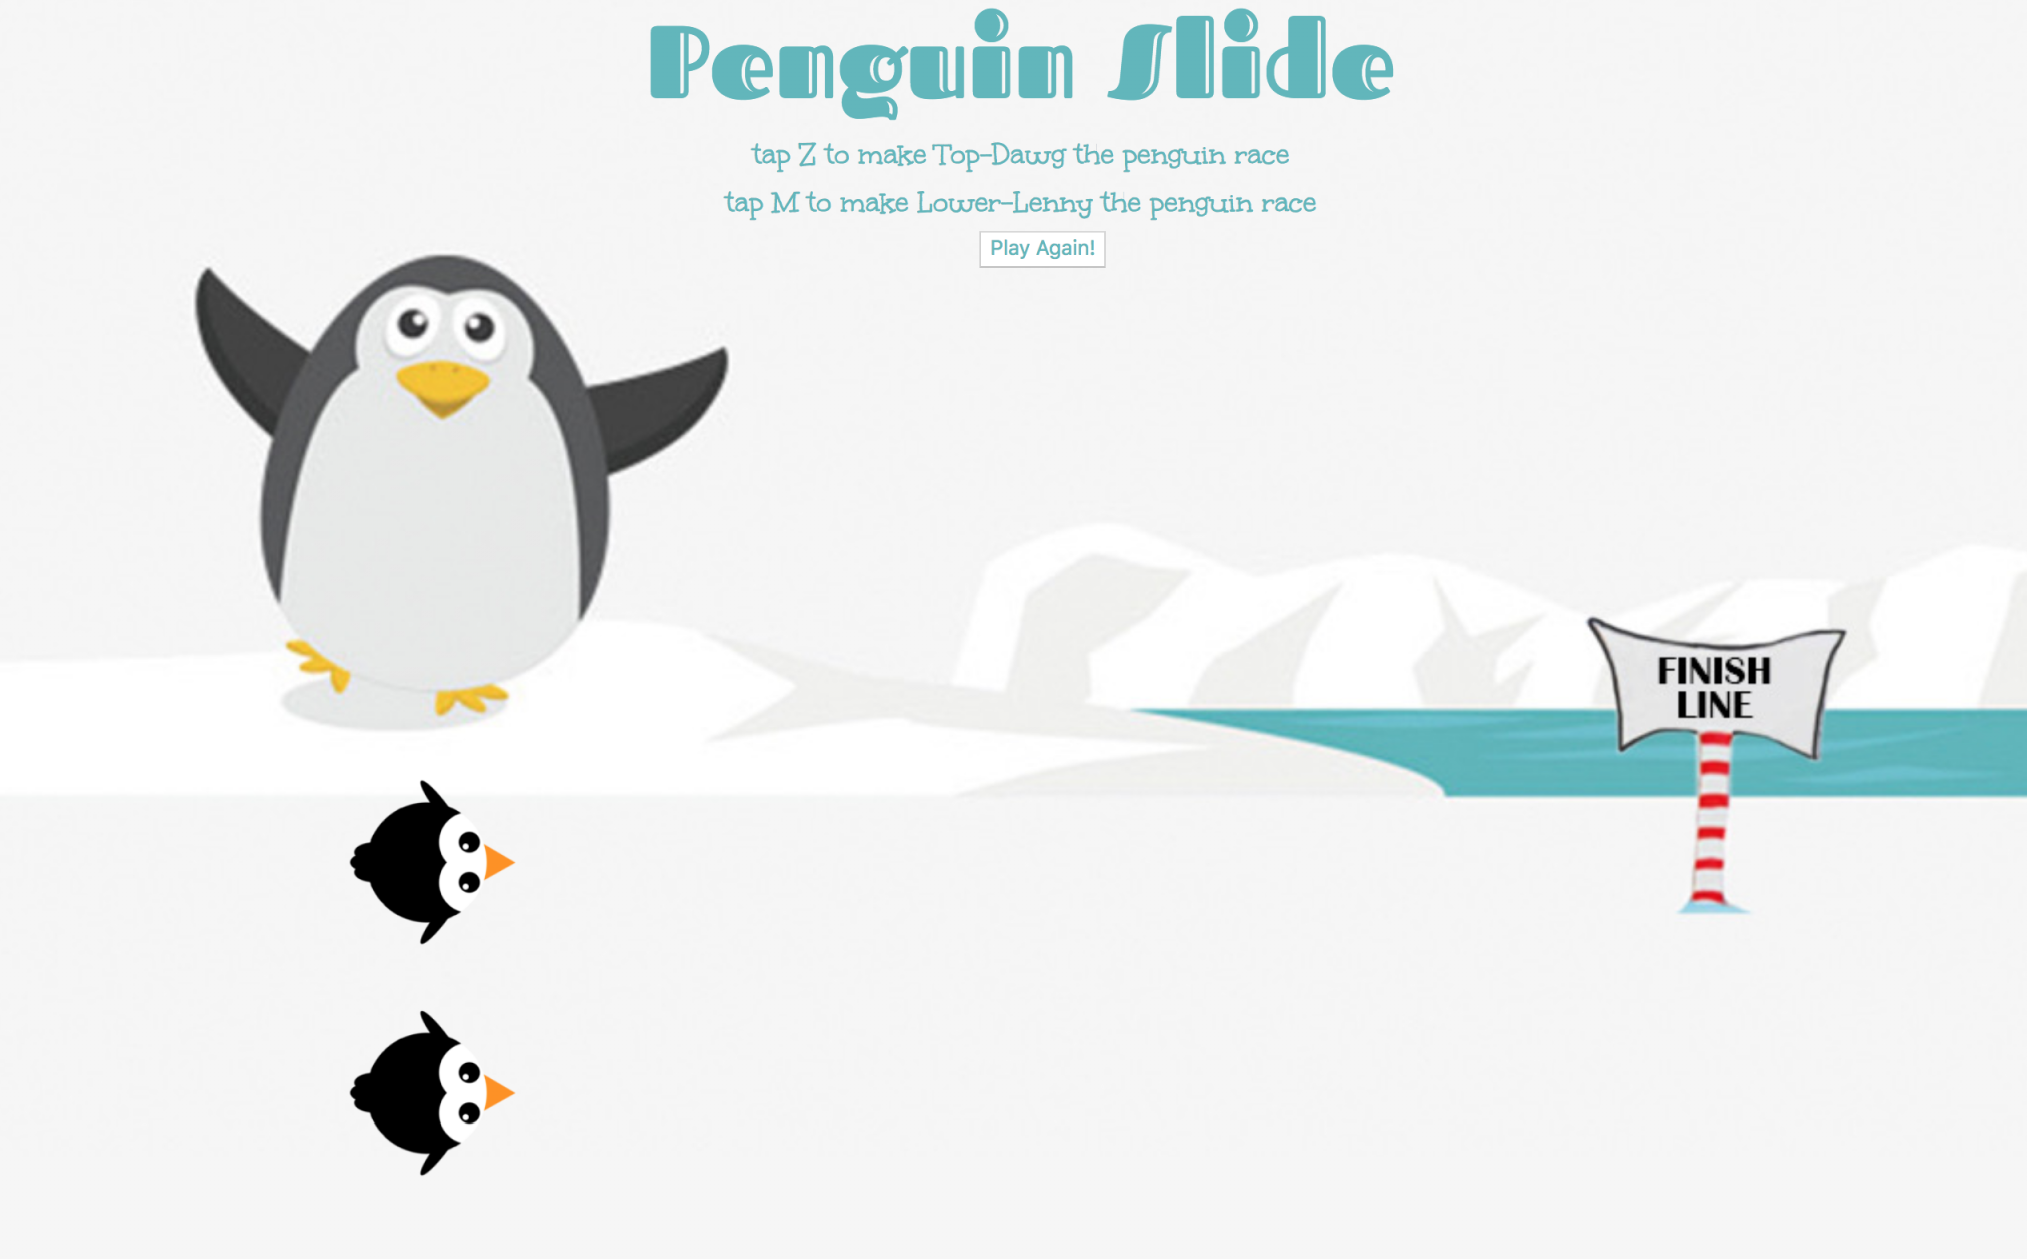 Penguin Slide
tap Z to make Top-Dawg the penguin race
tap M to make Lower-Lenny the penguin race
Play Again!
FINISH
LINE